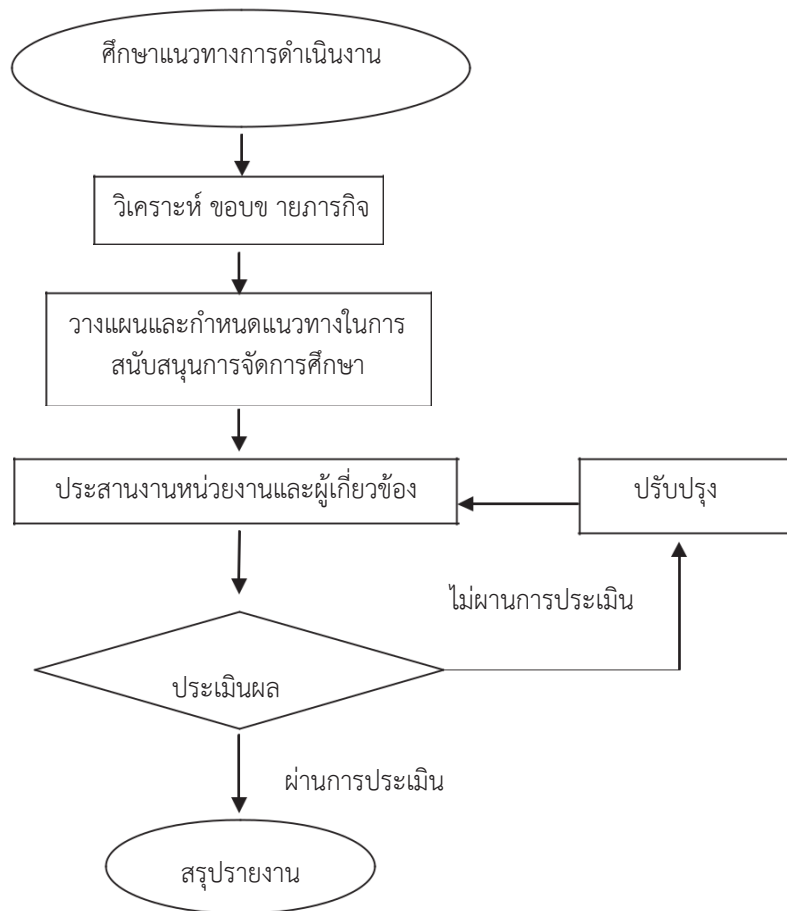 ศึกษาแนวทางการดำเนินงาน
วิเคราะห์ ขอบข ายภารกิจ
วางแผนและกำหนดแนวทางในการ
สนับสนุนการจัดการศึกษา
ประสานงานหน่วยงานและผู้เกี่ยวข้อง
ปรับปรุง
ไม่ผานการประเมิน
ประเมินผล
ผ่านการประเมิน
สรุปรายงาน